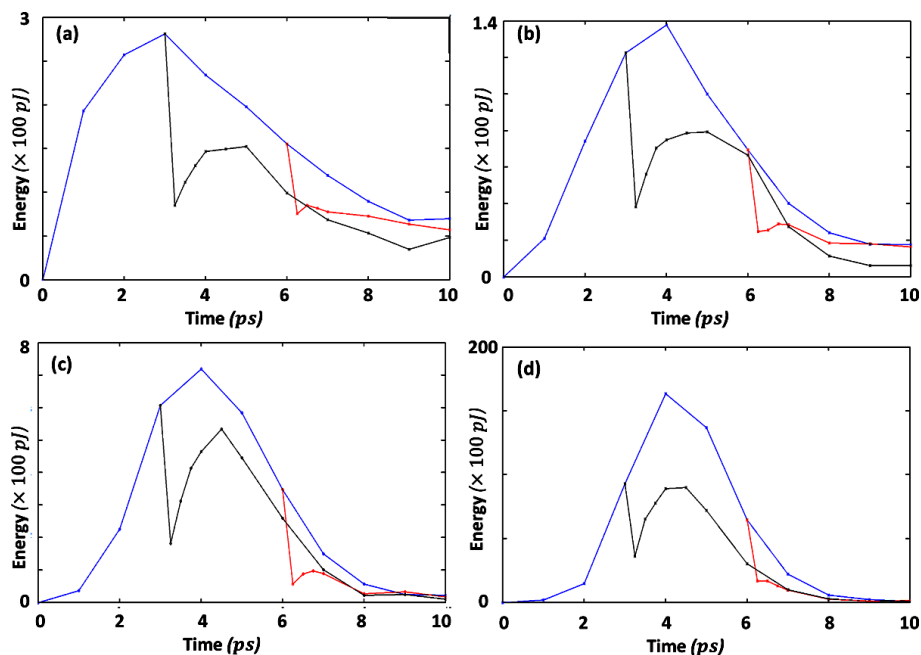 3
(a)
Energy (× 100 pJ)
0
0 2 4 6 8 10
Time (ps)
1.4
(b)
Energy (× 100 pJ)
0
0 2 4 6 8 10
Time (ps)
8
(c)
Energy (× 100 pJ)
0
0 2 4 6 8 10
Time (ps)
200
(d)
Energy (× 100 pJ)
0
0 2 4 6 8 10
Time (ps)